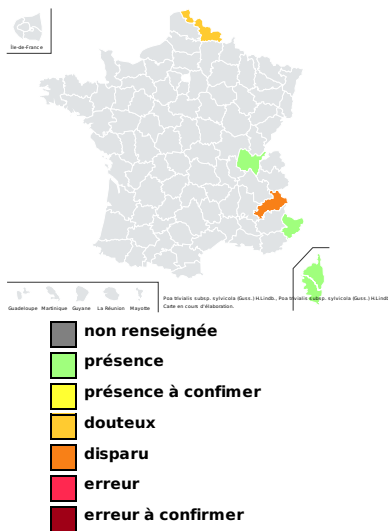 Île-de-France
Guadeloupe Martinique Guyane La Réunion Mayotte
Poa trivialis subsp. sylvicola (Guss.) H.Lindb., Poa trivialis subsp. sylvicola (Guss.) H.Lindb
Carte en cours d'élaboration.
non renseignée
présence
présence à confimer
douteux
disparu
erreur
erreur à confirmer